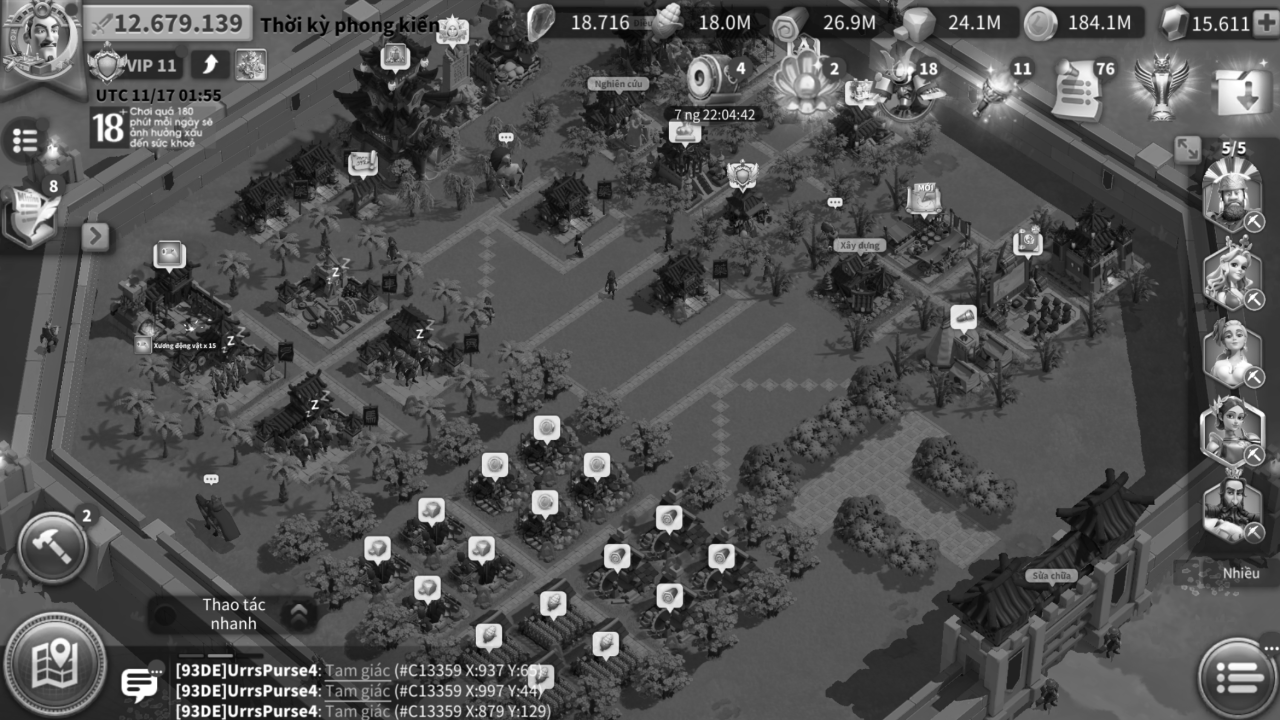 12.679.139
Thời kỳ phong kiến
18.716
18.0M
26.9M
24.1M
184.1M
15.611
VIP 11
UTC 11/17 01:55
18+
Chơi quá 180
phút mỗi ngày sẽ
ảnh hưởng xấu
đến sức khoẻ
Nghiên cứu
4
2
18
11
76
7 ng 22:04:42
5/5
8
MỚI
Xây dựng
Xương động vật x 15
z z
z z
z z
z z
2
Thao tác
nhanh
Sửa chữa
Nhiều
[93DE]UrrsPurse4: Tam giác (#C13359 X:937 Y:65)
[93DE]UrrsPurse4: Tam giác (#C13359 X:997 Y:44)
[93DE]UrrsPurse4: Tam giác (#C13359 X:879 Y:129)